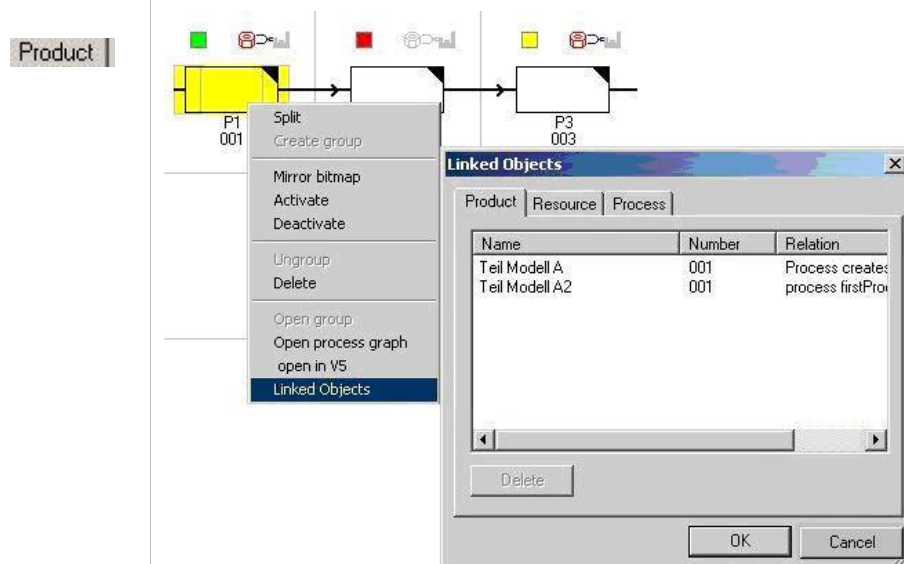 Product
P1
001
P3
003
Split
Create group
Mirror bitmap
Activate
Deactivate
Ungroup
Delete
Open group
Open process graph
open in V5
Linked Objects
Linked Objects
Product Resource Process
Name Number Relation
Teil Modell A 001 Process creates
Teil Modell A2 001 process firstPro
Delete
OK Cancel